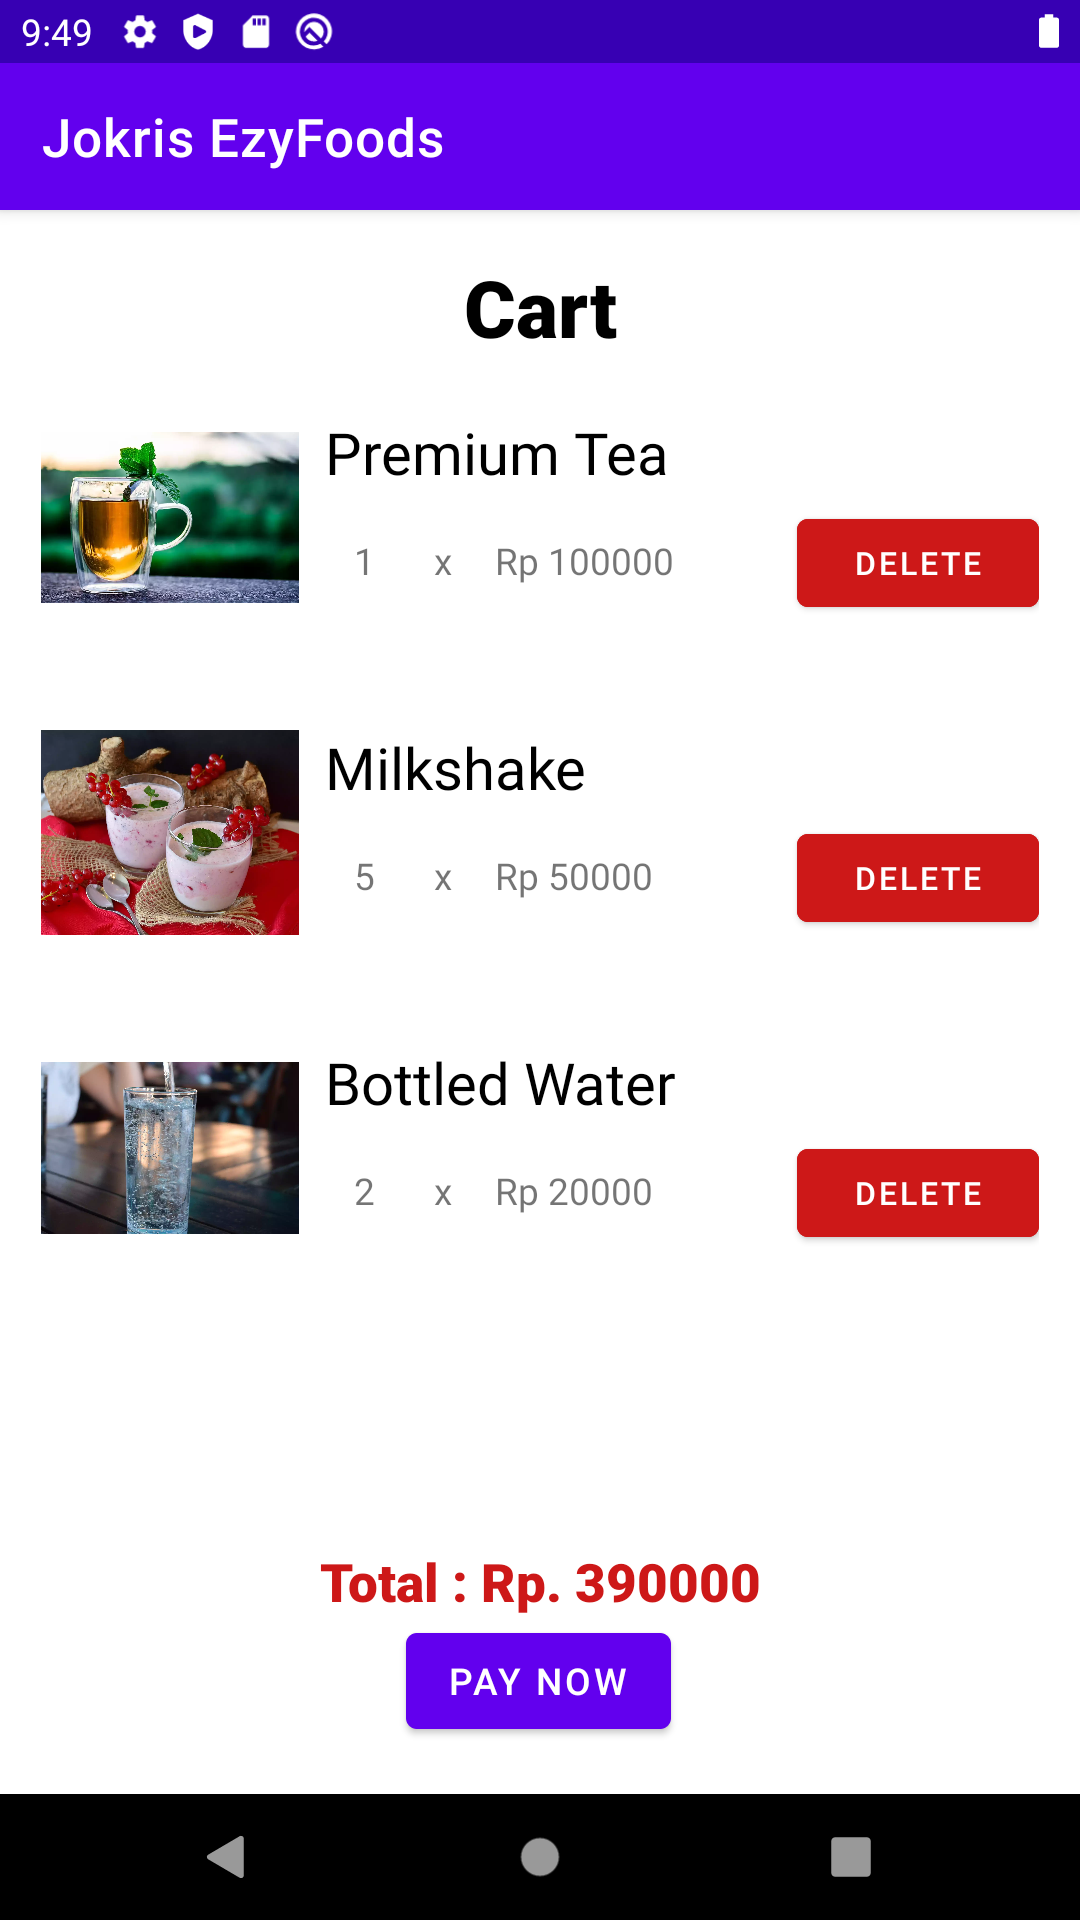 9:49
Jokris EzyFoods
Cart
Premium Tea
1 x Rp 100000 DELETE
Milkshake
5 x Rp 50000 DELETE
Bottled Water
2 x Rp 20000 DELETE
Total : Rp. 390000
PAY NOW